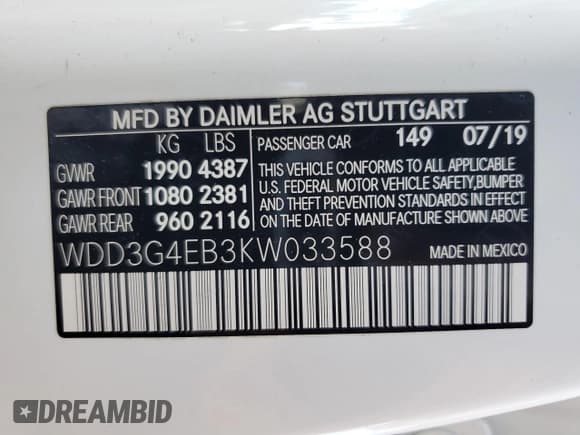 MFD BY DAIMLER AG STUTTGART
KG LBS PASSENGER CAR 149 07/19
GVWR 1990 4387 THIS VEHICLE CONFORMS TO ALL APPLICABLE
U.S. FEDERAL MOTOR VEHICLE SAFETY,BUMPER
GAWR FRONT 1080 2381 AND THEFT PREVENTION STANDARDS IN EFFECT
GAWR REAR 960 2116 ON THE DATE OF MANUFACTURE SHOWN ABOVE.
WDD3G4EB3KW033588 MADE IN MEXICO
DREAMBID